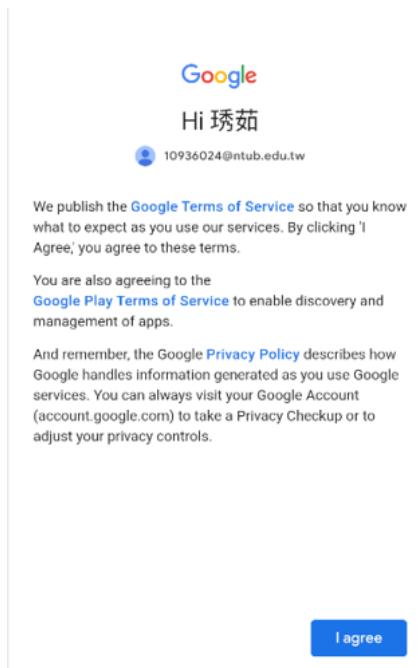 Google
Hi 琇茹
10936024@ntub.edu.tw
We publish the Google Terms of Service so that you know
what to expect as you use our services. By clicking 'I
Agree,' you agree to these terms.
You are also agreeing to the
Google Play Terms of Service to enable discovery and
management of apps.
And remember, the Google Privacy Policy describes how
Google handles information generated as you use Google
services. You can always visit your Google Account
(account.google.com) to take a Privacy Checkup or to
adjust your privacy controls.
I agree